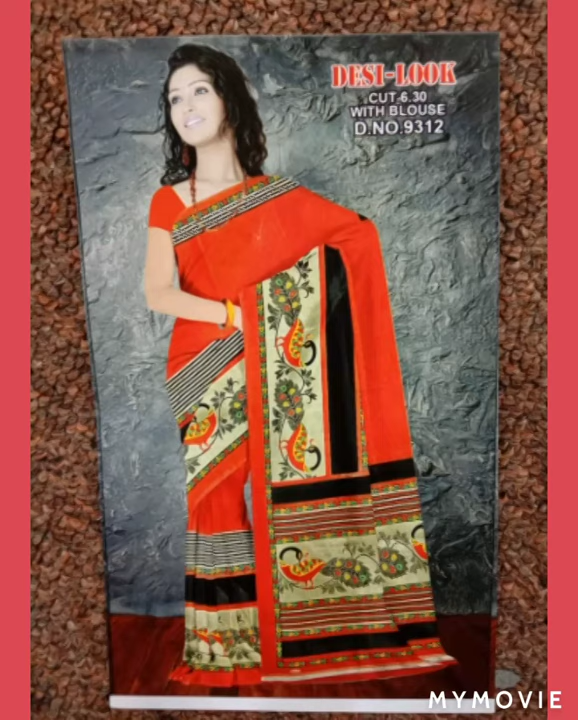 DESI-LOOK
CUT-6.30
WITH BLOUSE
D.NO.9312
MYMOVIE